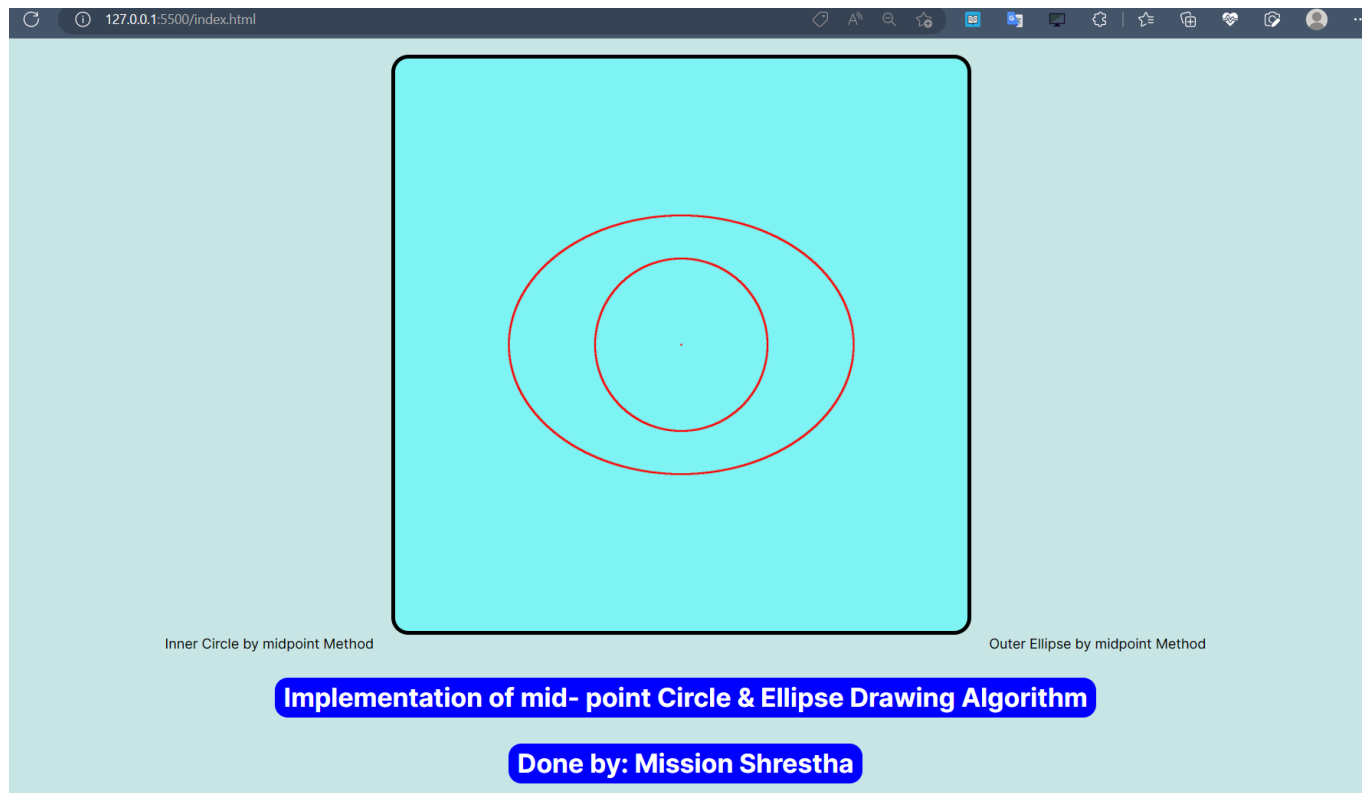 127.0.0.1:5500/index.html
Inner Circle by midpoint Method
Outer Ellipse by midpoint Method
Implementation of mid- point Circle & Ellipse Drawing Algorithm
Done by: Mission Shrestha